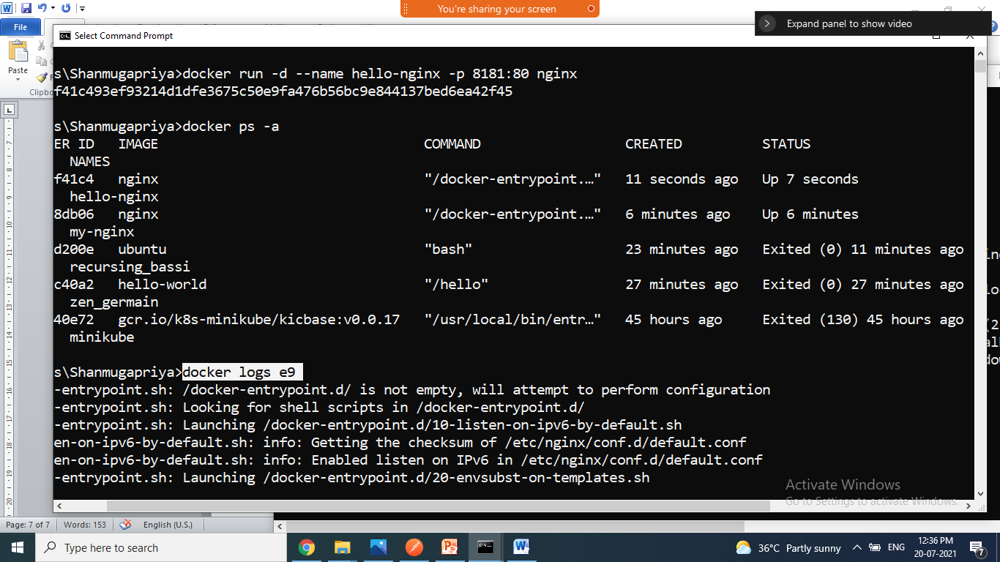 You're sharing your screen
File
Select Command Prompt
Expand panel to show video
Paste
s\Shanmugapriya>docker run -d --name hello-nginx -p 8181:80 nginx
f41c493ef93214d1dfe3675c50e9fa476b56bc9e844137bed6ea42f45
s\Shanmugapriya>docker ps -a
ER ID IMAGE COMMAND CREATED STATUS
NAMES
f41c4 nginx "/docker-entrypoint.…" 11 seconds ago Up 7 seconds
hello-nginx
8db06 nginx "/docker-entrypoint.…" 6 minutes ago Up 6 minutes
my-nginx
d200e ubuntu "bash" 23 minutes ago Exited (0) 11 minutes ago
recursing_bassi
c40a2 hello-world "/hello" 27 minutes ago Exited (0) 27 minutes ago
zen_germain
40e72 gcr.io/k8s-minikube/kicbase:v0.0.17 "/usr/local/bin/entr…" 45 hours ago Exited (130) 45 hours ago
minikube
s\Shanmugapriya>docker logs e9
-entrypoint.sh: /docker-entrypoint.d/ is not empty, will attempt to perform configuration
-entrypoint.sh: Looking for shell scripts in /docker-entrypoint.d/
-entrypoint.sh: Launching /docker-entrypoint.d/10-listen-on-ipv6-by-default.sh
en-on-ipv6-by-default.sh: info: Getting the checksum of /etc/nginx/conf.d/default.conf
en-on-ipv6-by-default.sh: info: Enabled listen on IPv6 in /etc/nginx/conf.d/default.conf
-entrypoint.sh: Launching /docker-entrypoint.d/20-envsubst-on-templates.sh
Activate Windows
Go to Settings to activate Windows.
Page: 7 of 7 Words: 153 English (U.S.)
Type here to search
36°C Partly sunny ENG 12:36 PM
20-07-2021
7